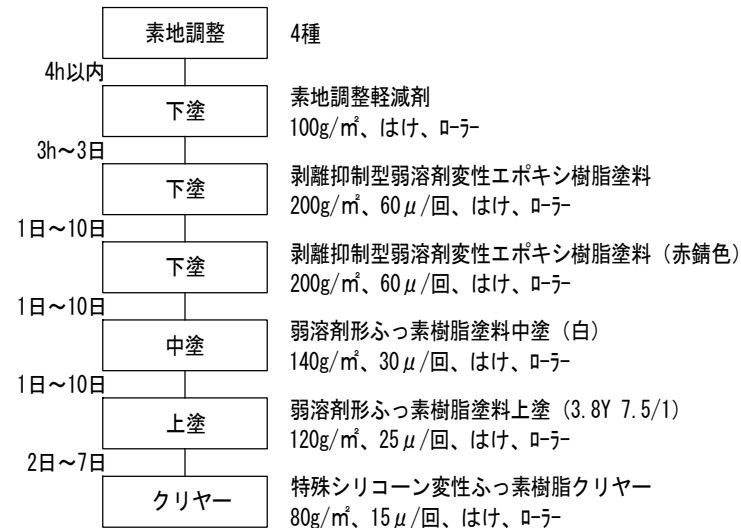 素地調整 4種
4h以内
下塗 素地調整軽減剤
100g/㎡、はけ、ﾛｰﾗｰ
3h～3日
下塗 剥離抑制型弱溶剤変性エポキシ樹脂塗料
200g/㎡、60μ/回、はけ、ﾛｰﾗｰ
1日～10日
下塗 剥離抑制型弱溶剤変性エポキシ樹脂塗料（赤錆色）
200g/㎡、60μ/回、はけ、ﾛｰﾗｰ
1日～10日
中塗 弱溶剤形ふっ素樹脂塗料中塗（白）
140g/㎡、30μ/回、はけ、ﾛｰﾗｰ
1日～10日
上塗 弱溶剤形ふっ素樹脂塗料上塗（3.8Y 7.5/1）
120g/㎡、25μ/回、はけ、ﾛｰﾗｰ
2日～7日
クリヤー 特殊シリコーン変性ふっ素樹脂クリヤー
80g/㎡、15μ/回、はけ、ﾛｰﾗｰ